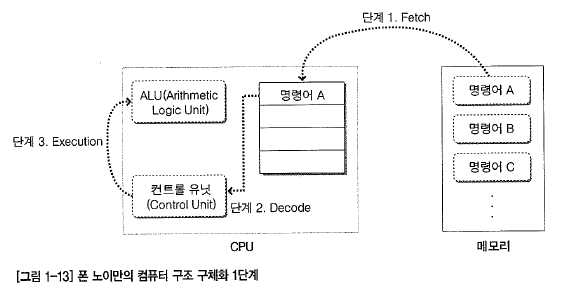 단계 1. Fetch
ALU(Arithmetic
Logic Unit)
명령어 A
명령어 A
명령어 B
명령어 C
단계 3. Execution
컨트롤 유닛
(Control Unit)
단계 2. Decode
CPU
메모리
[그림 1-13] 폰 노이만의 컴퓨터 구조 구체화 1단계